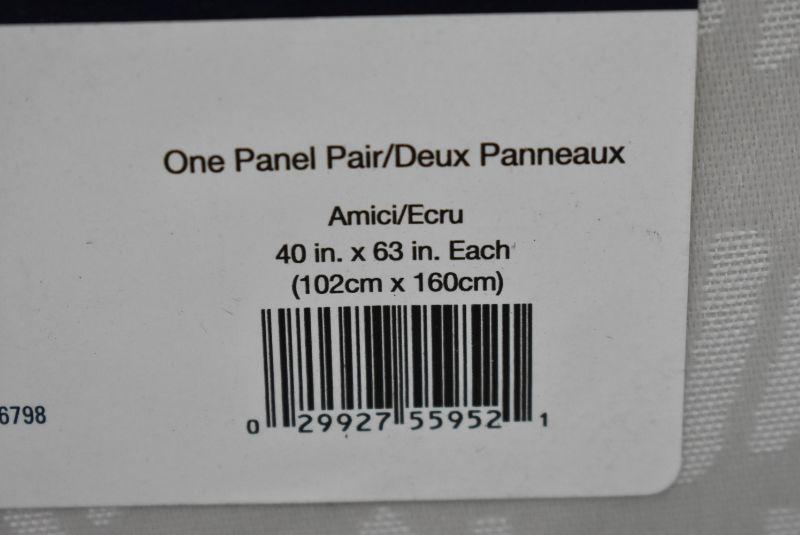 One Panel Pair/Deux Panneaux
Amici/Ecru
40 in. x 63 in. Each
(102cm x 160cm)
6798
0 29927 55952 1